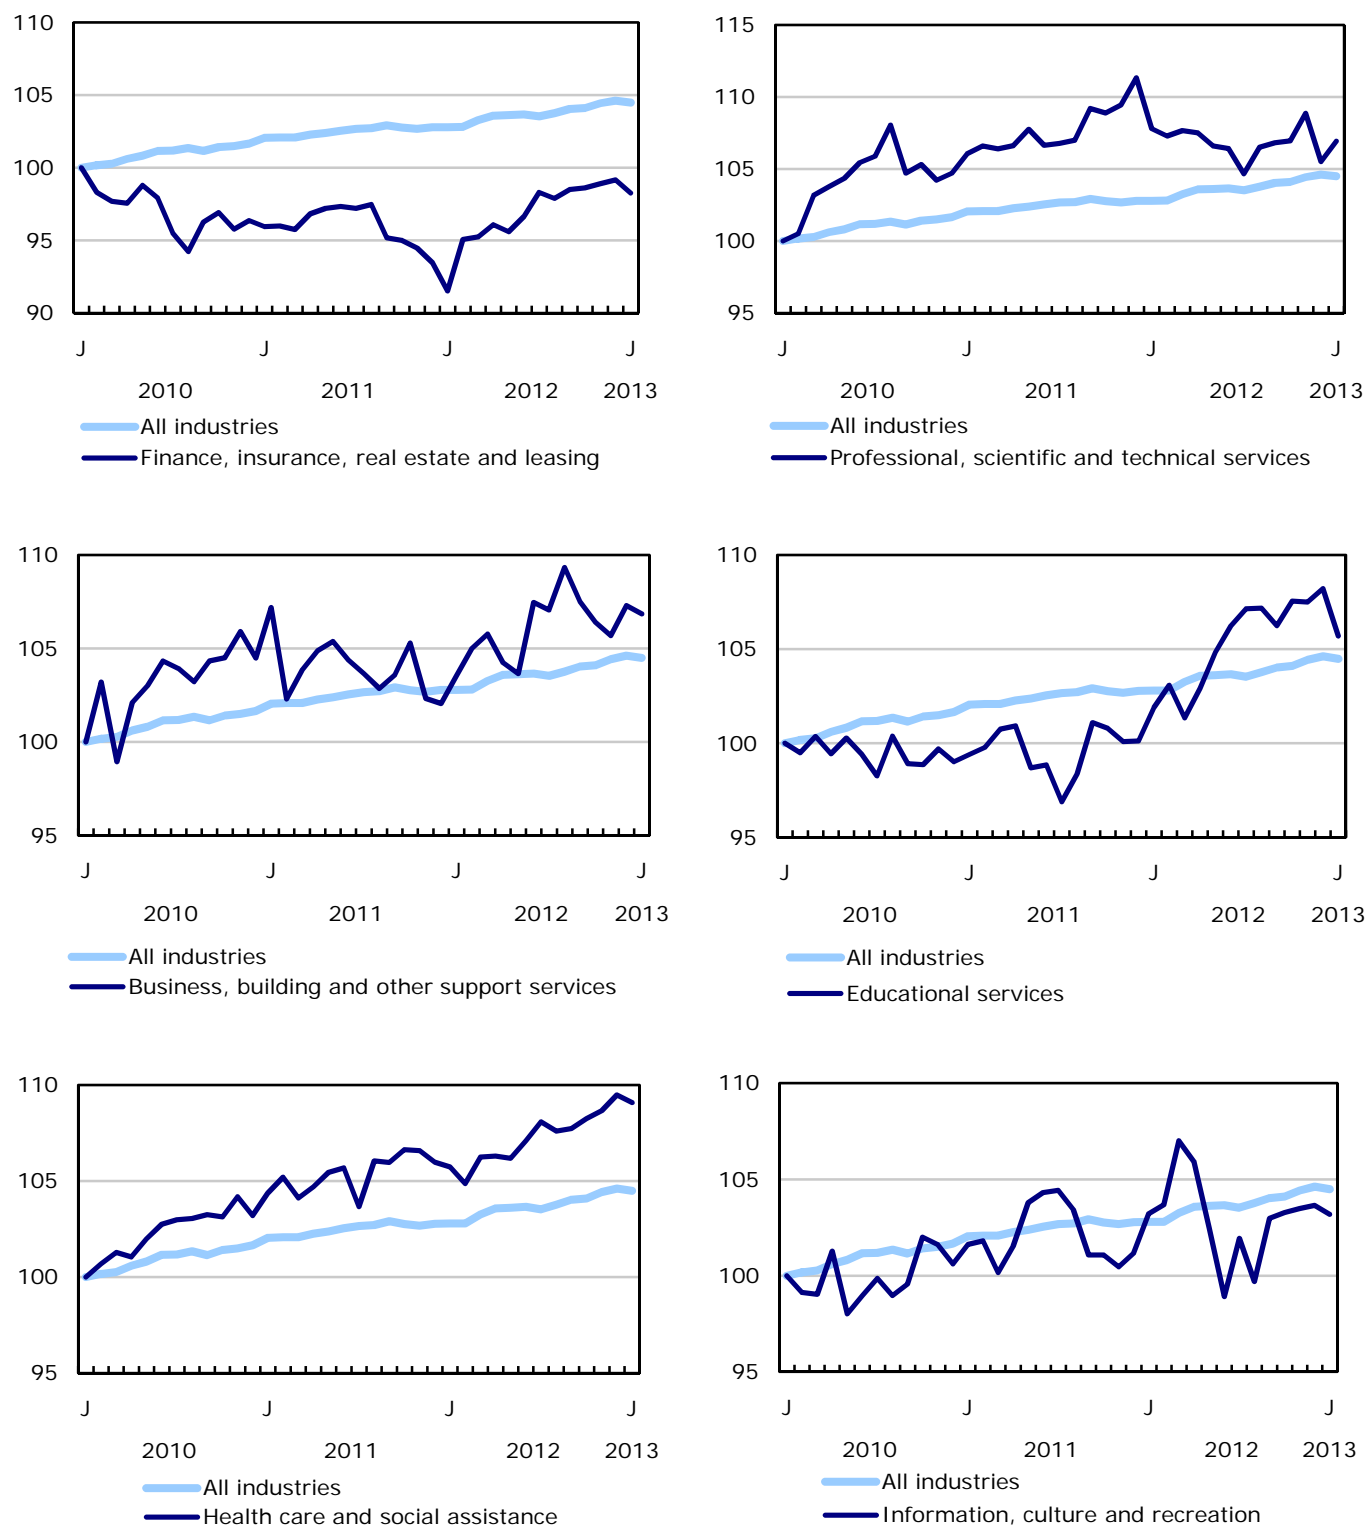 110
105
100
95
90
J J J J
2010 2011 2012 2013
All industries
Finance, insurance, real estate and leasing
115
110
105
100
95
J J J J
2010 2011 2012 2013
All industries
Professional, scientific and technical services
110
105
100
95
J J J J
2010 2011 2012 2013
All industries
Business, building and other support services
110
105
100
95
J J J J
2010 2011 2012 2013
All industries
Educational services
110
105
100
95
J J J J
2010 2011 2012 2013
All industries
Health care and social assistance
110
105
100
95
J J J J
2010 2011 2012 2013
All industries
Information, culture and recreation